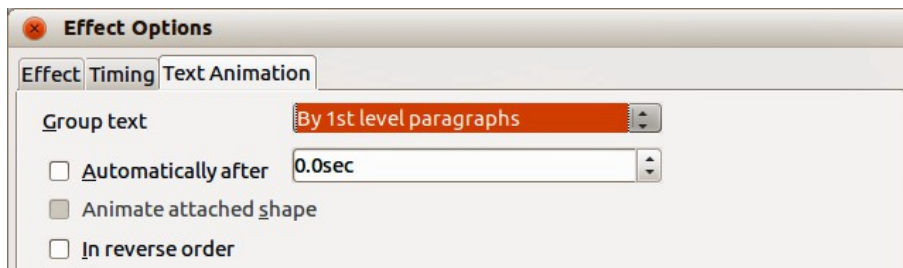 Effect Options
Effect Timing Text Animation
Group text By 1st level paragraphs
Automatically after 0.0sec
Animate attached shape
In reverse order